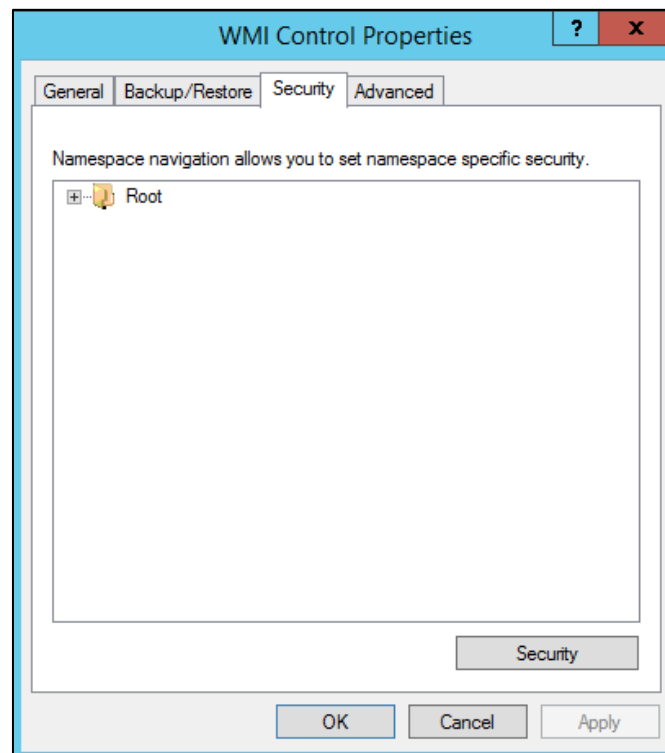 WMI Control Properties
? x
General Backup/Restore Security Advanced
Namespace navigation allows you to set namespace specific security.
Root
Security
OK Cancel Apply